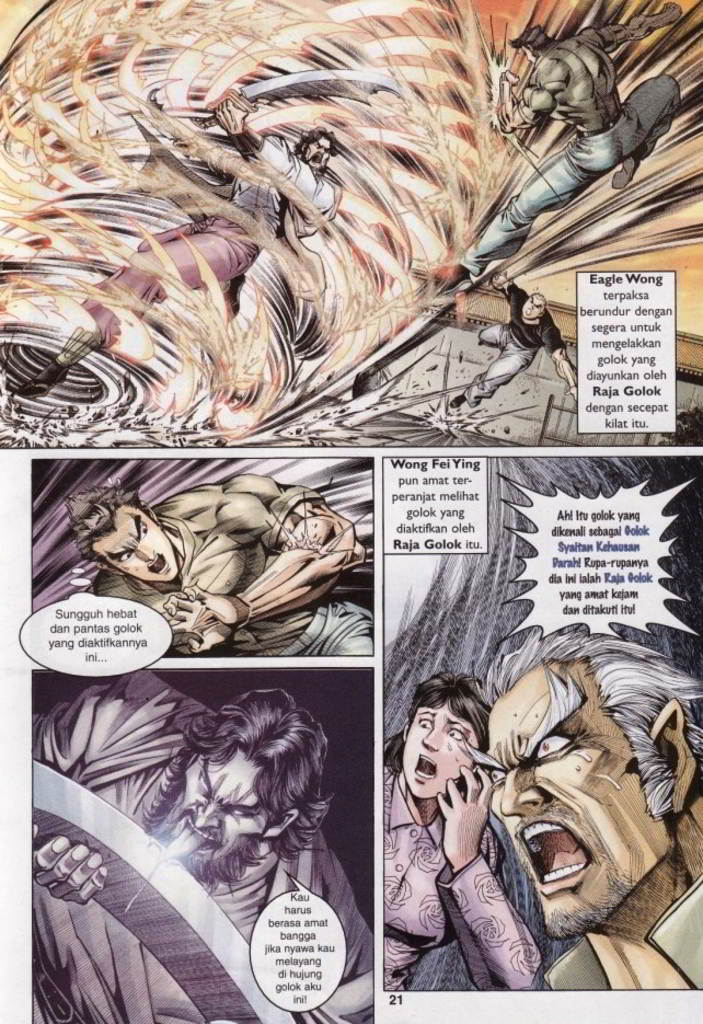 Eagle Wong
terpaksa
berundur dengan
segera untuk
mengelakkan
golok yang
diayunkan oleh
Raja Golok
dengan secepat
kilat itu.
Sungguh hebat
dan pantas golok
yang diaktifkannya
ini...
Kau
harus
berasa amat
bangga
jika nyawa kau
melayang
di hujung
golok aku
ini!
Wong Fei Ying
pun amat ter-
peranjat melihat
golok yang
diaktifkan oleh
Raja Golok itu.
Ah! Itu golok yang
dikenali sebagai Golok
Syaitan Kehausan
Darah! Rupa-rupanya
dia ini ialah Raja Golok
yang amat kejam
dan ditakuti itu!
21